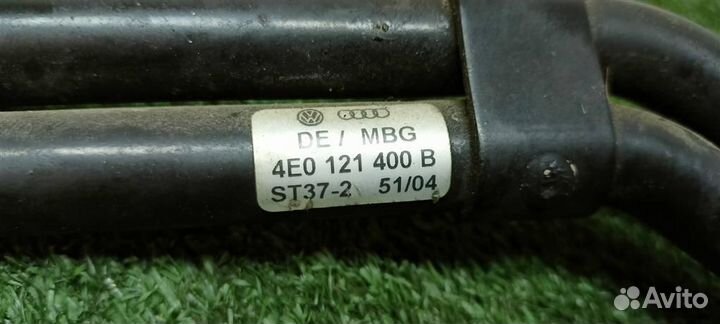 DE / MBG
4E0 121 400 B
ST37-2 51/04
Avito